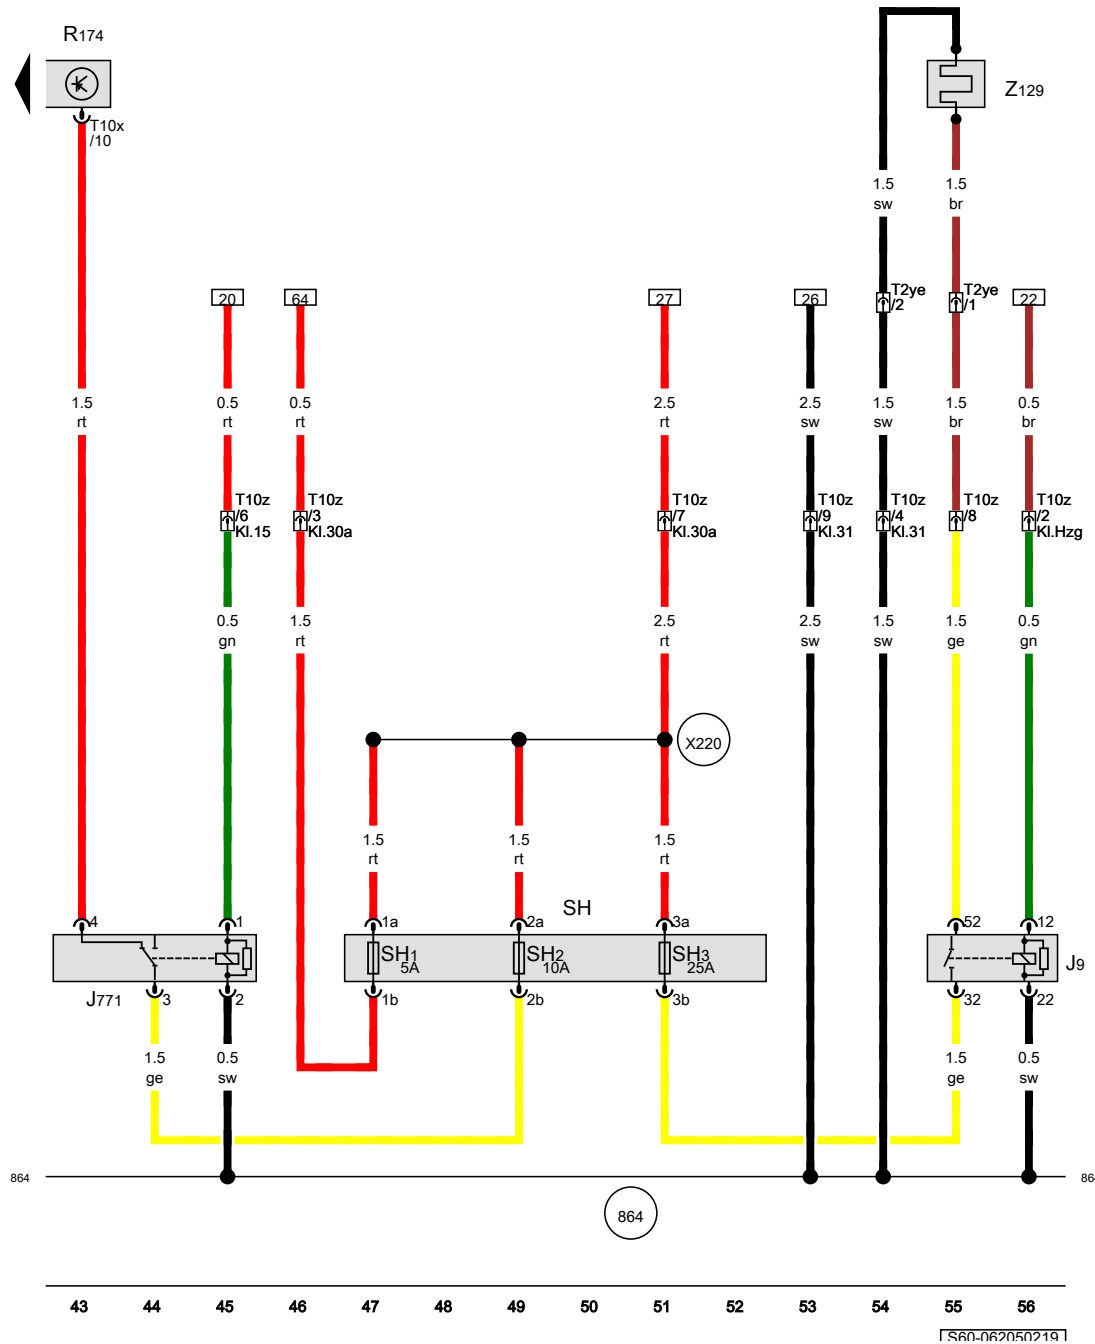 R174
Z129
T10x
/10
1.5
sw
1.5
br
20
64
27
26
T2ye
/2
T2ye
/1
22
1.5
rt
0.5
rt
0.5
rt
2.5
rt
2.5
sw
1.5
sw
1.5
br
0.5
br
T10z
/6
Kl.15
T10z
/3
Kl.30a
T10z
/7
Kl.30a
T10z
/9
Kl.31
T10z
/4
Kl.31
T10z
/8
T10z
/2
Kl.Hzg
0.5
gn
1.5
rt
2.5
rt
2.5
sw
1.5
sw
1.5
ge
0.5
gn
X220
1.5
rt
1.5
rt
1.5
rt
SH
4
1
1a
2a
3a
52
12
SH1
5A
SH2
10A
SH3
25A
J9
J771
3
2
1b
2b
3b
32
22
1.5
ge
0.5
sw
1.5
ge
0.5
sw
864
864
864
43 44 45 46 47 48 49 50 51 52 53 54 55 56
S60-062050219